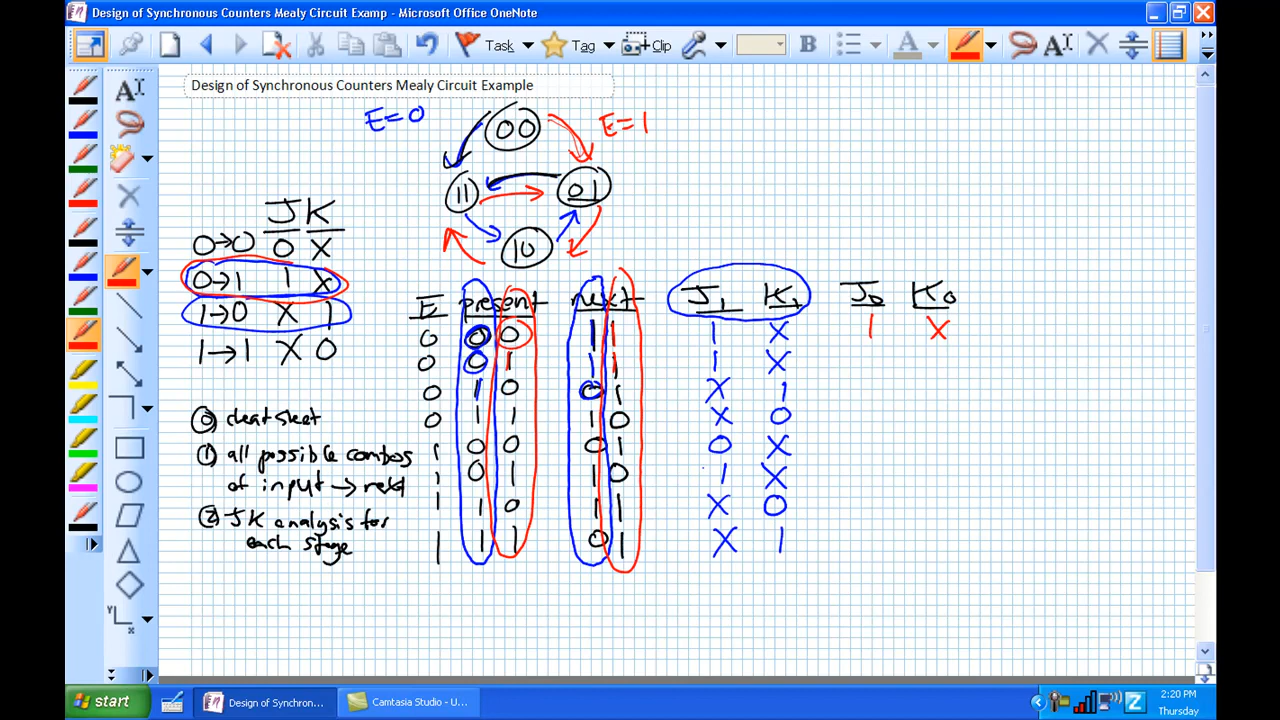 Design of Synchronous Counters Mealy Circuit Examp - Microsoft Office OneNote
Task
Tag
Clip
B
A
Design of Synchronous Counters Mealy Circuit Example
E=0
00
E=1
11
01
10
J K
0→0 0 X
0→1 1 X
1→0 X 1
1→1 X 0
⓪ cheat sheet
① all possible combos
of input → next
② JK analysis for
each stage
E present next J1 K1 J0 K0
0 0 0 1 1 1 X 1 X
0 0 1 1 1 1 X
0 1 0 0 1 X 1
0 1 1 1 0 X 0
1 0 0 0 1 0 X
1 0 1 1 0 1 X
1 1 0 1 1 X 0
1 1 1 0 1 X 1
start
Design of Synchron...
Camtasia Studio - U...
2:20 PM
Thursday